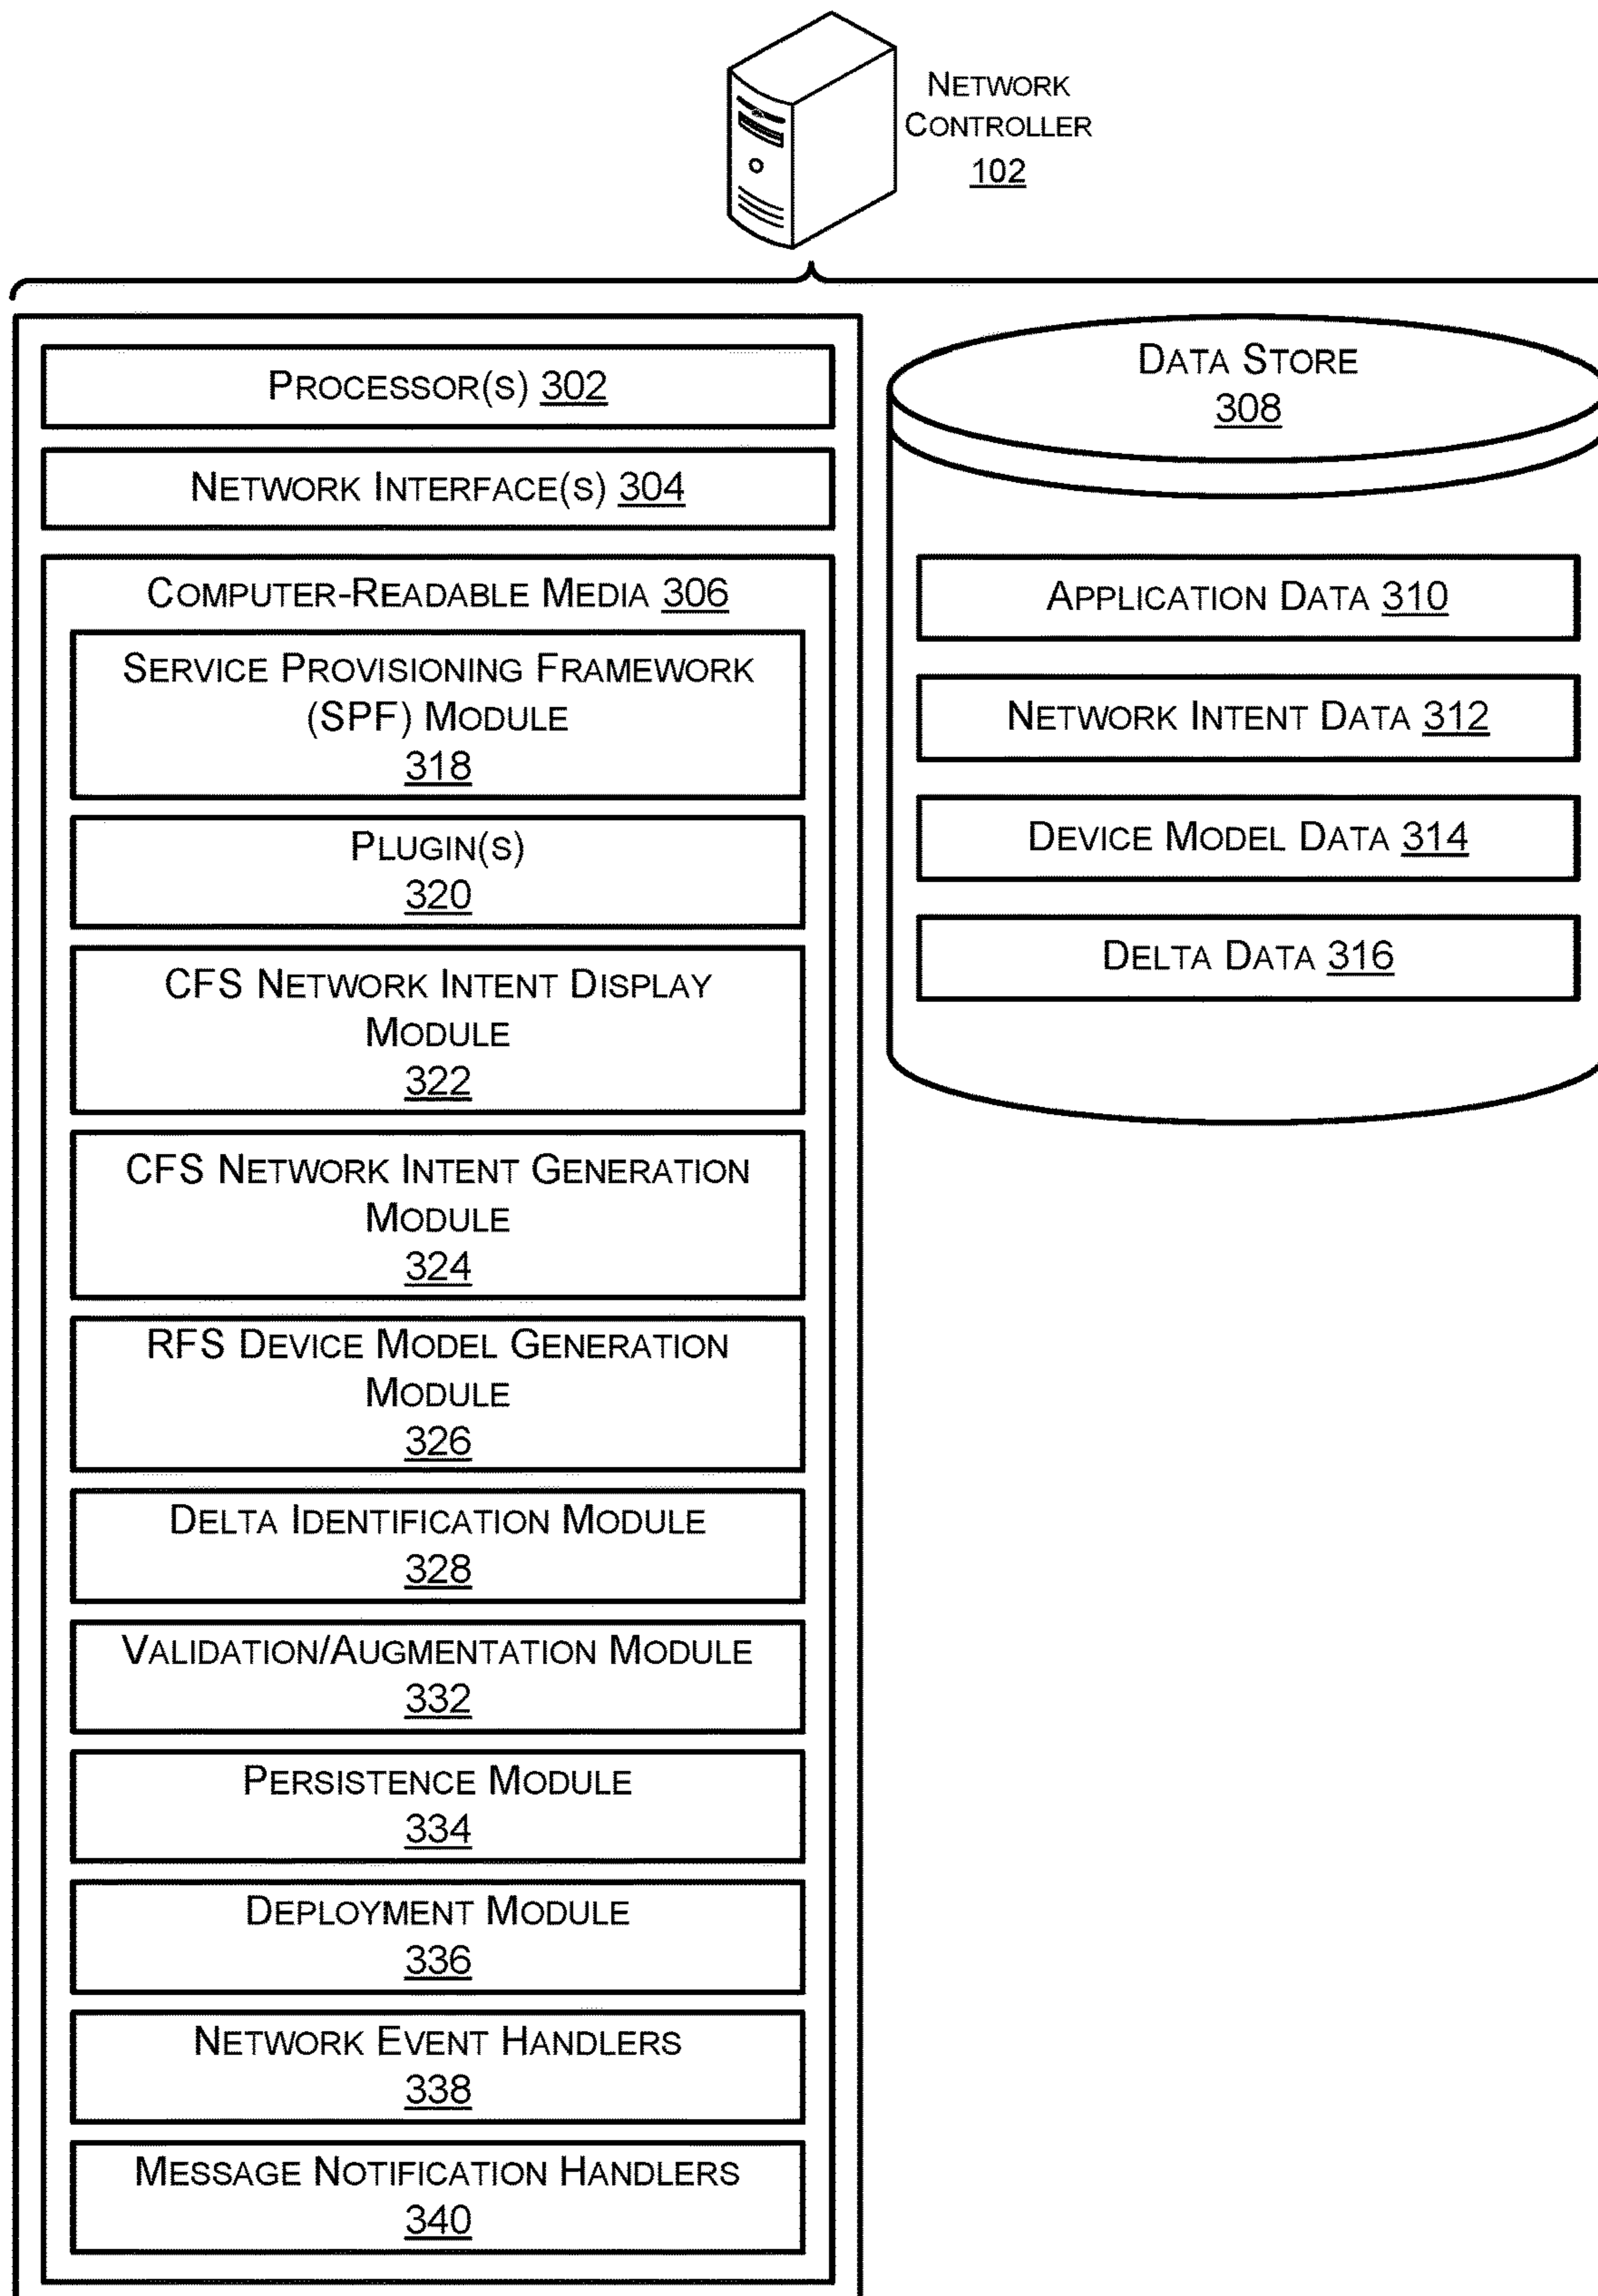 NETWORK
CONTROLLER
102
PROCESSOR(S) 302
NETWORK INTERFACE(S) 304
COMPUTER-READABLE MEDIA 306
SERVICE PROVISIONING FRAMEWORK
(SPF) MODULE
318
PLUGIN(S)
320
CFS NETWORK INTENT DISPLAY
MODULE
322
CFS NETWORK INTENT GENERATION
MODULE
324
RFS DEVICE MODEL GENERATION
MODULE
326
DELTA IDENTIFICATION MODULE
328
VALIDATION/AUGMENTATION MODULE
332
PERSISTENCE MODULE
334
DEPLOYMENT MODULE
336
NETWORK EVENT HANDLERS
338
MESSAGE NOTIFICATION HANDLERS
340
DATA STORE
308
APPLICATION DATA 310
NETWORK INTENT DATA 312
DEVICE MODEL DATA 314
DELTA DATA 316